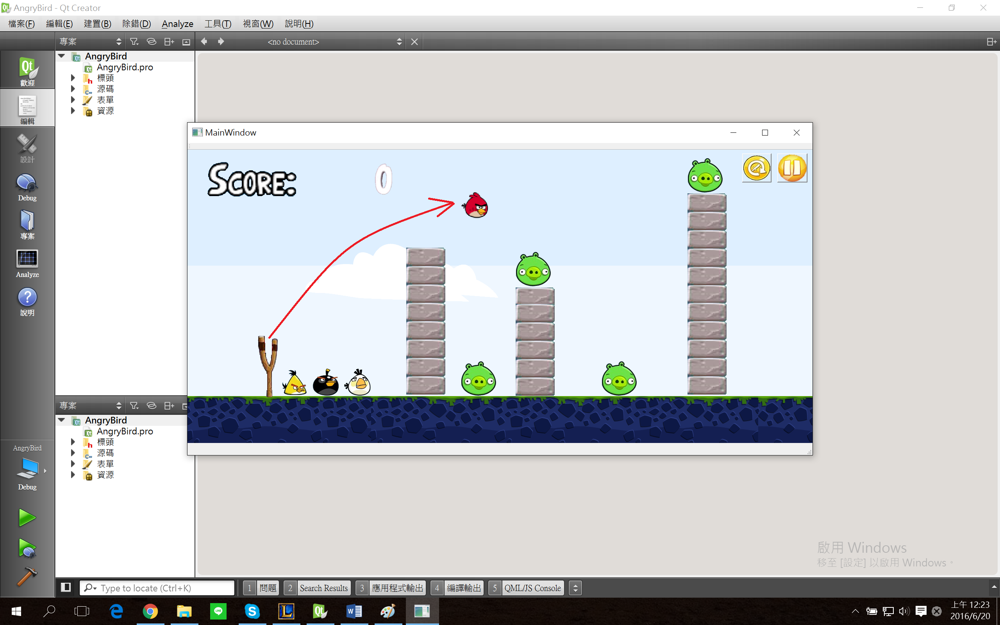 AngryBird - Qt Creator
檔案(F) 編輯(E) 建置(B) 除錯(D) Analyze 工具(T) 視窗(W) 說明(H)
專案 <no document>
Qt
歡迎
編輯
設計
Debug
專案
Analyze
說明
AngryBird
AngryBird.pro
標頭
源碼
表單
資源
MainWindow
SCORE: 0
專案
AngryBird
AngryBird.pro
標頭
源碼
表單
資源
AngryBird
Debug
啟用 Windows
移至 [設定] 以啟用 Windows。
Type to locate (Ctrl+K) 1 問題 2 Search Results 3 應用程式輸出 4 編譯輸出 5 QML/JS Console
上午 12:23
2016/6/20